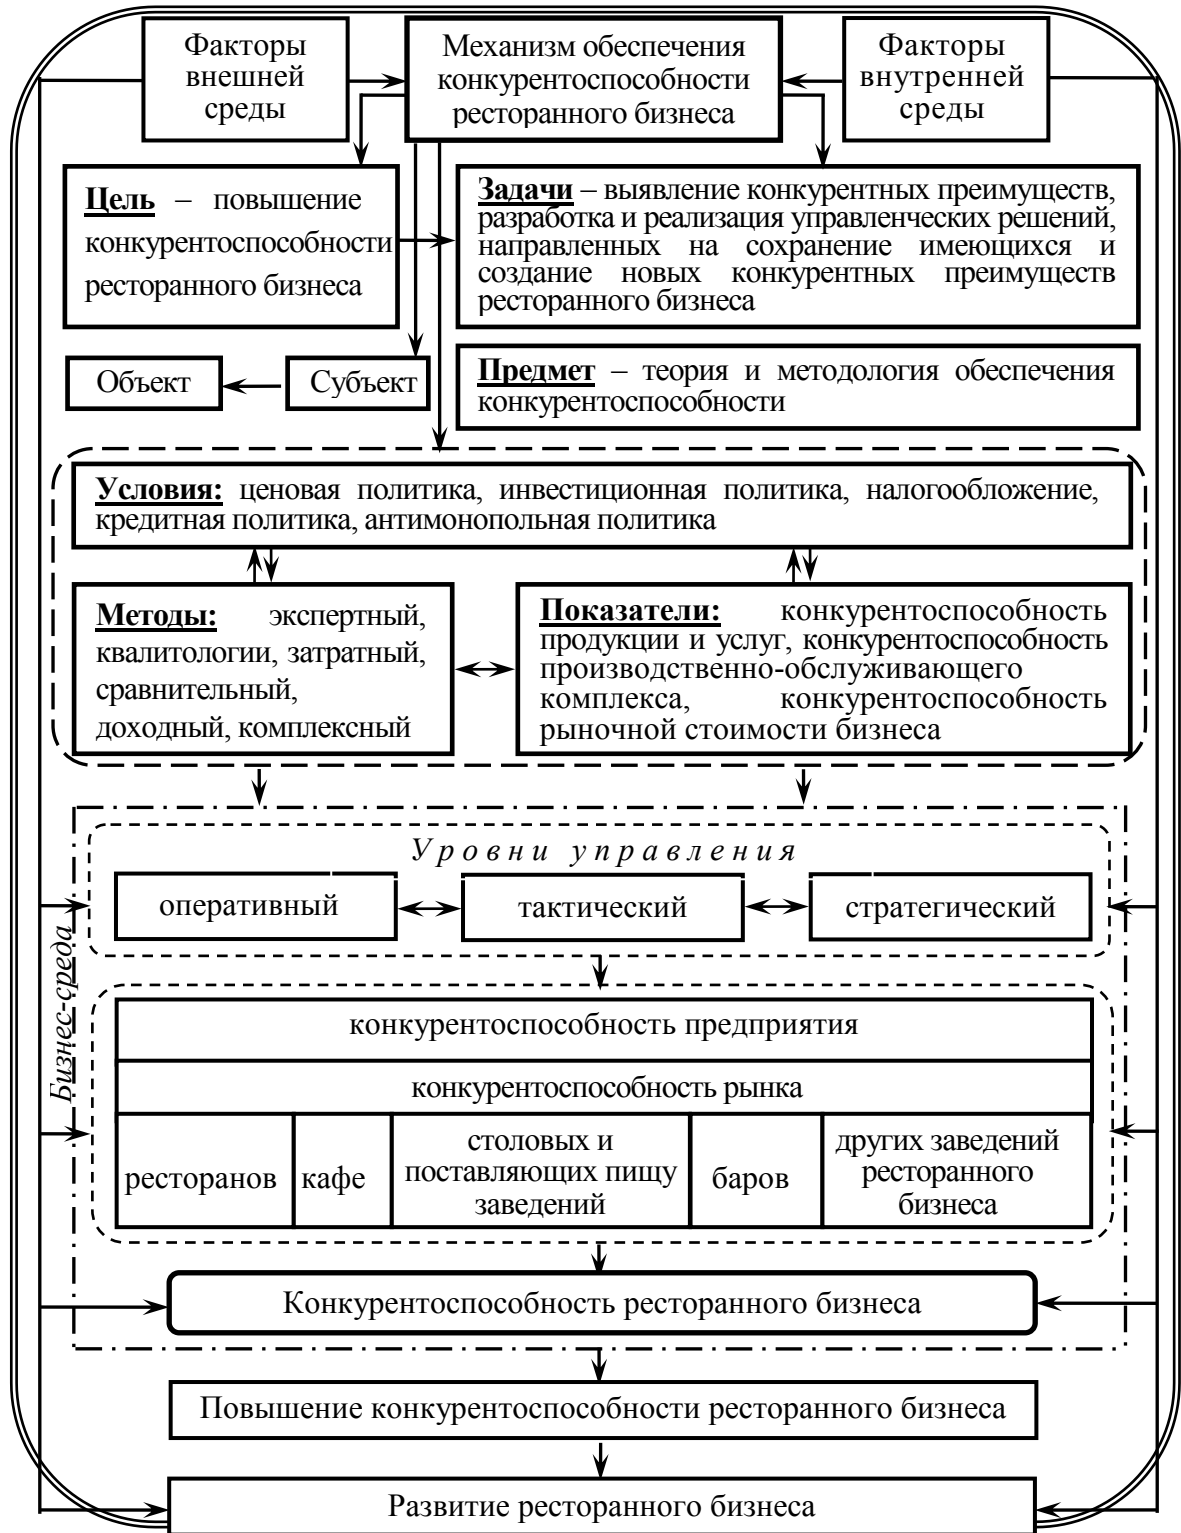 Факторы
внешней
среды
Механизм обеспечения
конкурентоспособности
ресторанного бизнеса
Факторы
внутренней
среды
Цель – повышение
конкурентоспособности
ресторанного бизнеса
Задачи – выявление конкурентных преимуществ,
разработка и реализация управленческих решений,
направленных на сохранение имеющихся и
создание новых конкурентных преимуществ
ресторанного бизнеса
Объект
Субъект
Предмет – теория и методология обеспечения
конкурентоспособности
Условия: ценовая политика, инвестиционная политика, налогообложение,
кредитная политика, антимонопольная политика
Методы: экспертный,
квалитологии, затратный,
сравнительный,
доходный, комплексный
Показатели: конкурентоспособность
продукции и услуг, конкурентоспособность
производственно-обслуживающего
комплекса, конкурентоспособность
рыночной стоимости бизнеса
Уровни управления
оперативный
тактический
стратегический
Бизнес-среда
конкурентоспособность предприятия
конкурентоспособность рынка
ресторанов
кафе
столовых и
поставляющих пищу
заведений
баров
других заведений
ресторанного
бизнеса
Конкурентоспособность ресторанного бизнеса
Повышение конкурентоспособности ресторанного бизнеса
Развитие ресторанного бизнеса